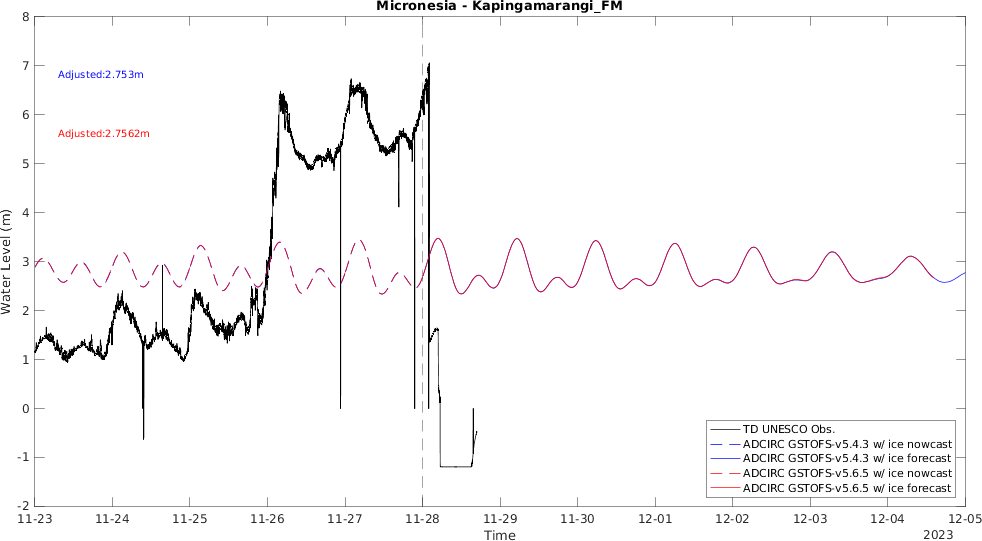 Micronesia - Kapingamarangi_FM
8
7
6
5
4
3
2
1
0
-1
-2
Water Level (m)
Adjusted:2.753m
Adjusted:2.7562m
TD UNESCO Obs.
ADCIRC GSTOFS-v5.4.3 w/ ice nowcast
ADCIRC GSTOFS-v5.4.3 w/ ice forecast
ADCIRC GSTOFS-v5.6.5 w/ ice nowcast
ADCIRC GSTOFS-v5.6.5 w/ ice forecast
11-23 11-24 11-25 11-26 11-27 11-28 11-29 11-30 12-01 12-02 12-03 12-04 12-05
Time
2023